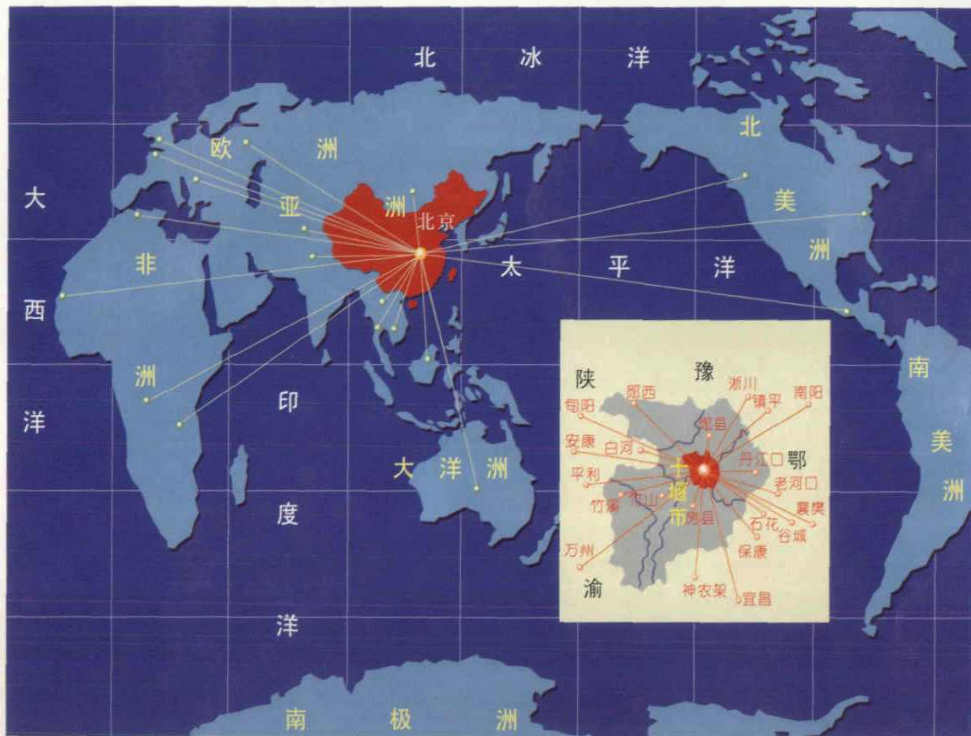 北冰洋
大西洋
欧洲
亚洲
北京
非洲
印度洋
太平洋
北美洲
南美洲
大洋洲
南极洲
陕
豫
鄂
渝
郧西
淅川
镇平
南阳
旬阳
郧县
安康
白河
丹江口
平利
十堰市
老河口
竹溪
竹山
房县
石花
谷城
襄樊
保康
万州
神农架
宜昌